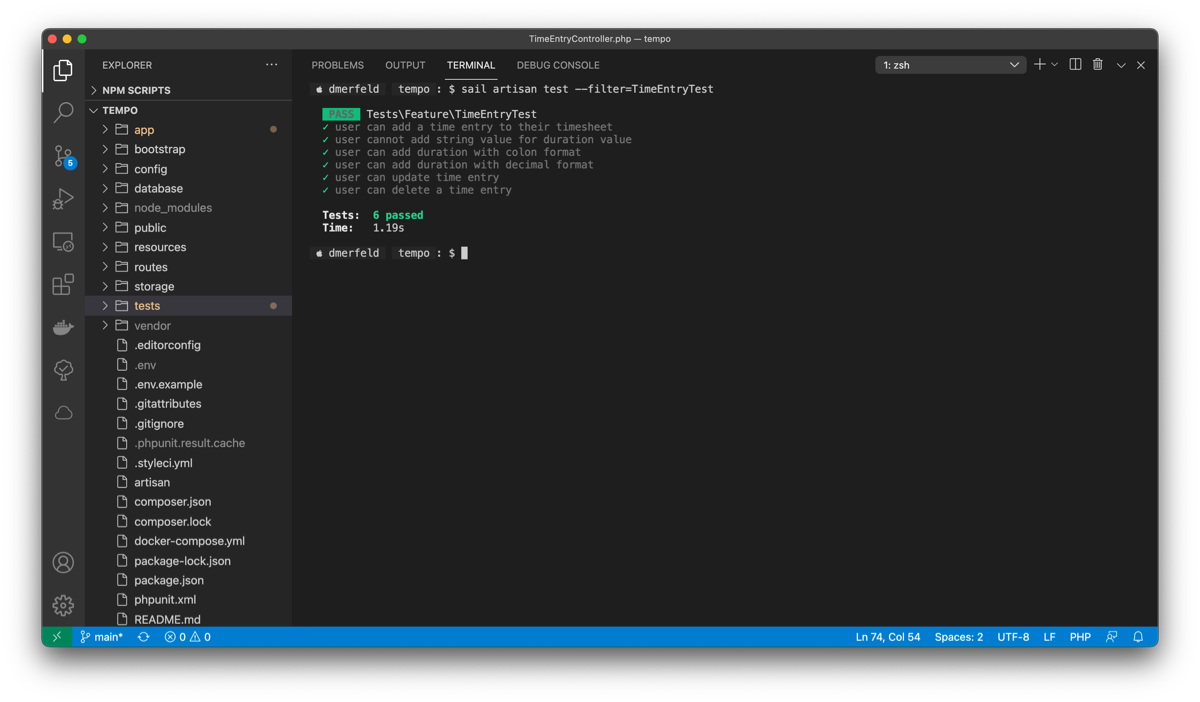 TimeEntryController.php — tempo
EXPLORER
NPM SCRIPTS
TEMPO
app
bootstrap
config
database
node_modules
public
resources
routes
storage
tests
vendor
.editorconfig
.env
.env.example
.gitattributes
.gitignore
.phpunit.result.cache
.styleci.yml
artisan
composer.json
composer.lock
docker-compose.yml
package-lock.json
package.json
phpunit.xml
README.md
5
PROBLEMS OUTPUT TERMINAL DEBUG CONSOLE 1: zsh
dmerfeld tempo : $ sail artisan test --filter=TimeEntryTest
PASS Tests\Feature\TimeEntryTest
✓ user can add a time entry to their timesheet
✓ user cannot add string value for duration value
✓ user can add duration with colon format
✓ user can add duration with decimal format
✓ user can update time entry
✓ user can delete a time entry
Tests: 6 passed
Time: 1.19s
dmerfeld tempo : $
main* 0 0 Ln 74, Col 54 Spaces: 2 UTF-8 LF PHP